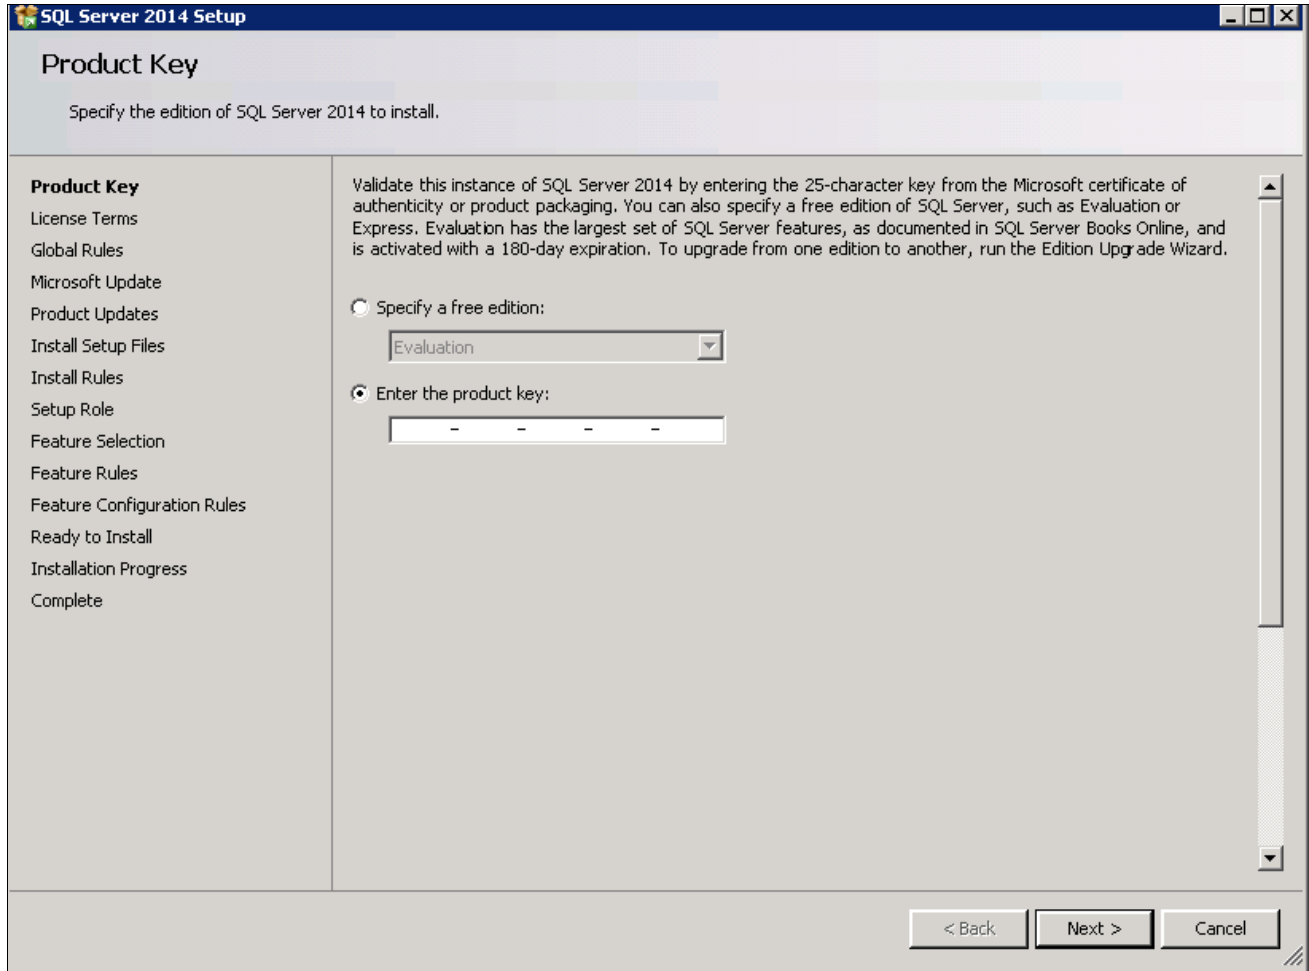 SQL Server 2014 Setup
Product Key
Specify the edition of SQL Server 2014 to install.
Product Key
License Terms
Global Rules
Microsoft Update
Product Updates
Install Setup Files
Install Rules
Setup Role
Feature Selection
Feature Rules
Feature Configuration Rules
Ready to Install
Installation Progress
Complete
Validate this instance of SQL Server 2014 by entering the 25-character key from the Microsoft certificate of
authenticity or product packaging. You can also specify a free edition of SQL Server, such as Evaluation or
Express. Evaluation has the largest set of SQL Server features, as documented in SQL Server Books Online, and
is activated with a 180-day expiration. To upgrade from one edition to another, run the Edition Upgrade Wizard.
Specify a free edition:
Evaluation
Enter the product key:
- - - -
< Back
Next >
Cancel